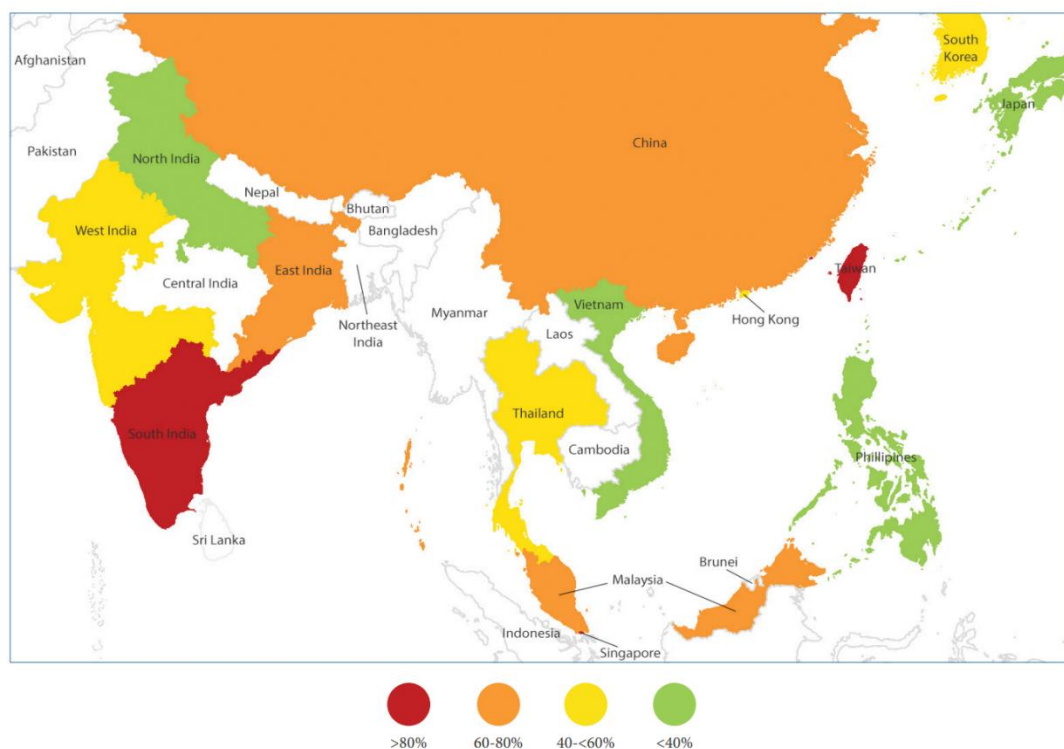 Afghanistan
South
Korea
Japan
Pakistan
North India
China
Nepal
Bhutan
Bangladesh
West India
East India
Taiwan
Central India
Vietnam
Myanmar
Hong Kong
Northeast
India
Laos
Thailand
South India
Cambodia
Phillipines
Sri Lanka
Brunei
Malaysia
Indonesia
Singapore
>80%
60-80%
40-<60%
<40%